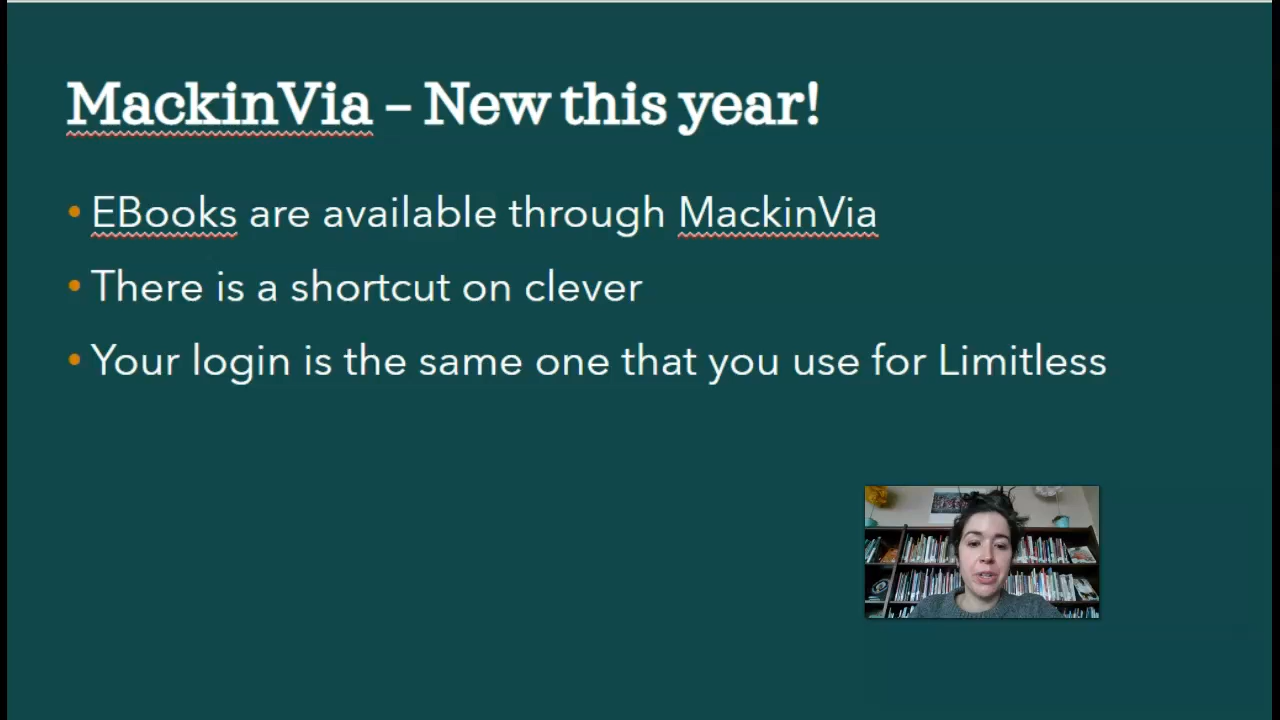 MackinVia – New this year!
• EBooks are available through MackinVia
• There is a shortcut on clever
• Your login is the same one that you use for Limitless